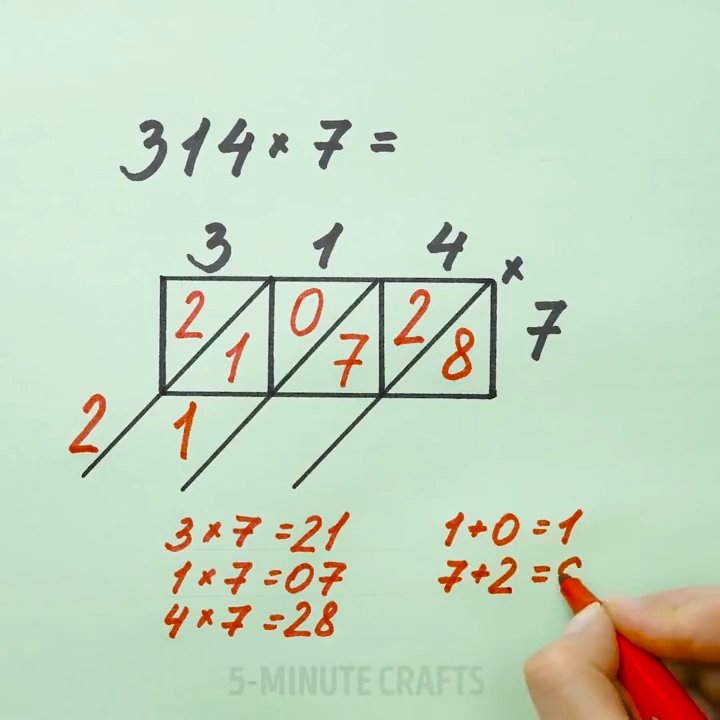 314 × 7 =
3 1 4 ×
2 0 2 7
1 7 8
2 1
3 × 7 = 21
1 + 0 = 1
1 × 7 = 07
7 + 2 =
4 × 7 = 28
5-MINUTE CRAFTS